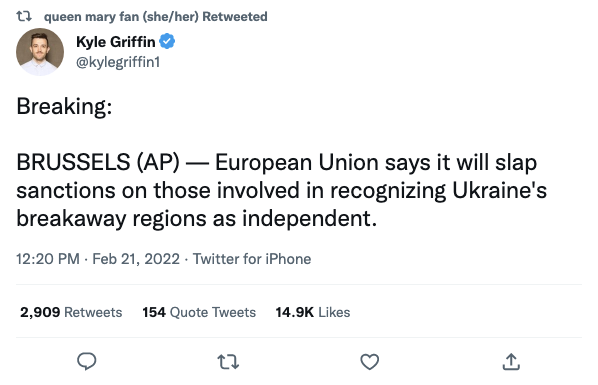 queen mary fan (she/her) Retweeted
Kyle Griffin
@kylegriffin1
Breaking:
BRUSSELS (AP) — European Union says it will slap
sanctions on those involved in recognizing Ukraine's
breakaway regions as independent.
12:20 PM · Feb 21, 2022 · Twitter for iPhone
2,909 Retweets 154 Quote Tweets 14.9K Likes